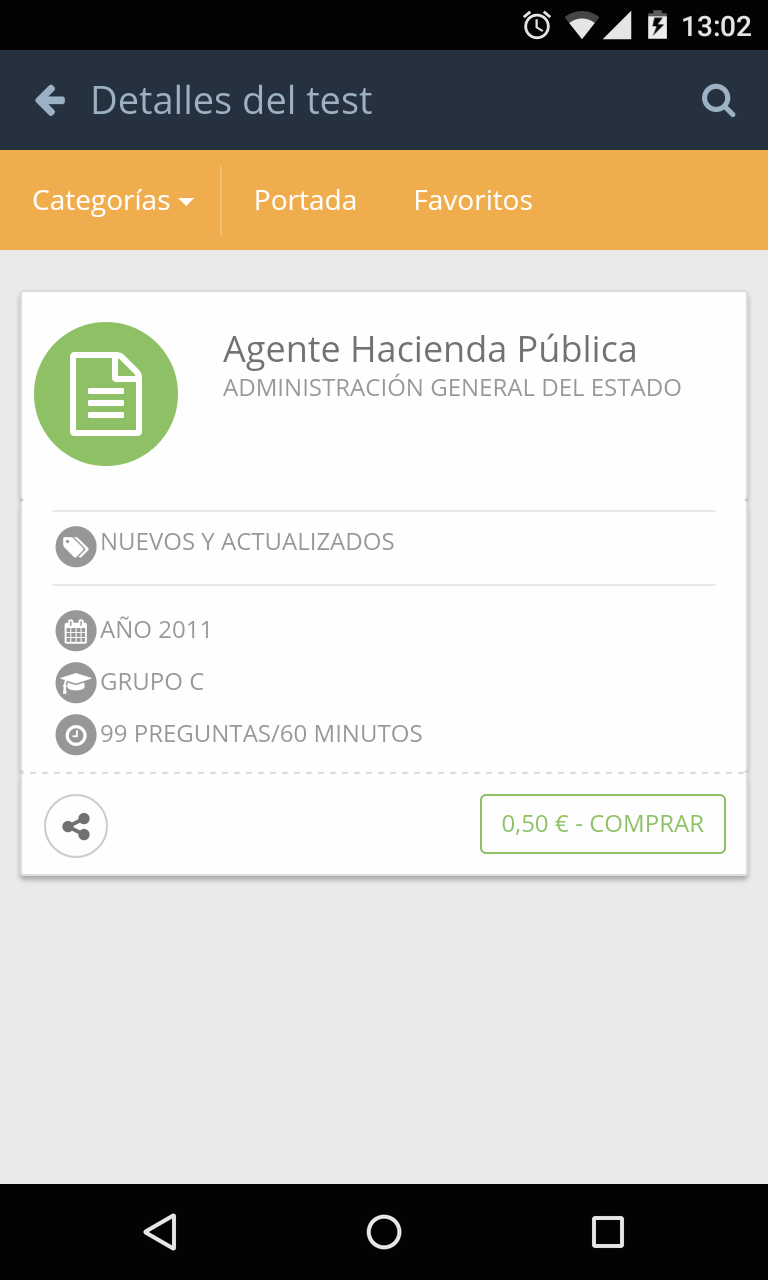 13:02
Detalles del test
Categorías Portada Favoritos
Agente Hacienda Pública
ADMINISTRACIÓN GENERAL DEL ESTADO
NUEVOS Y ACTUALIZADOS
AÑO 2011
GRUPO C
99 PREGUNTAS/60 MINUTOS
0,50 € - COMPRAR